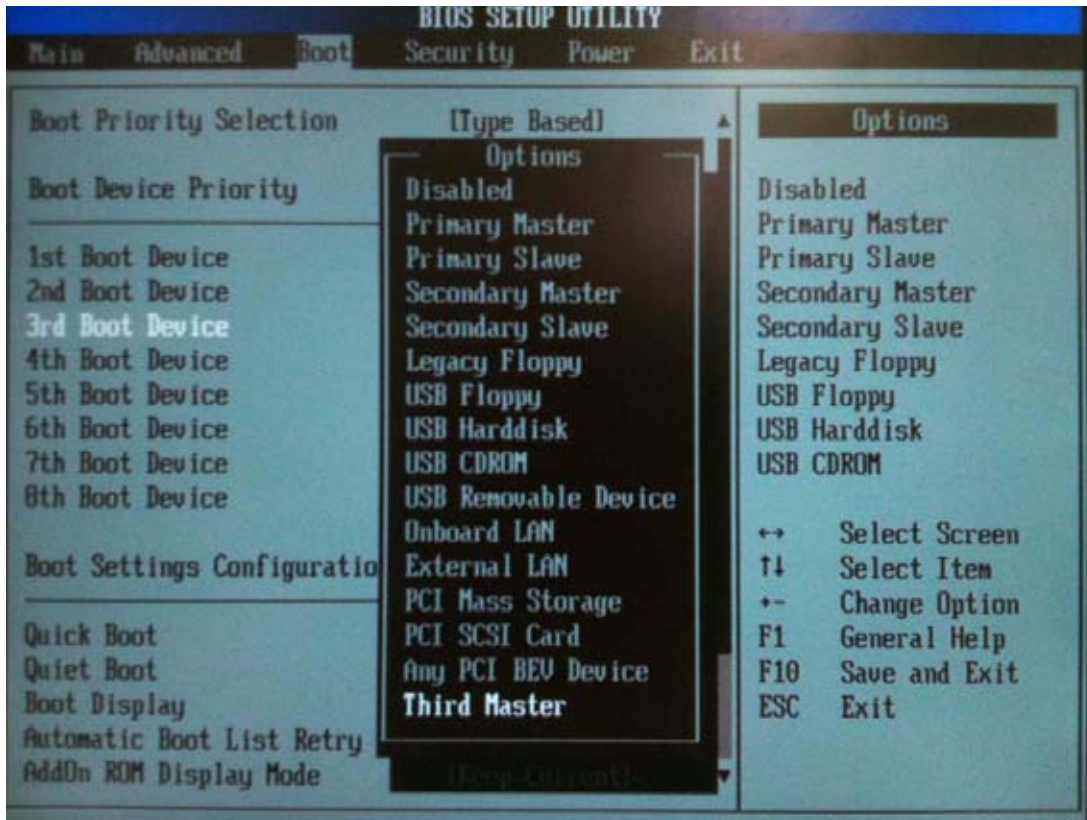 BIOS SETUP UTILITY
Main Advanced Boot Security Power Exit
Boot Priority Selection [Type Based]
Boot Device Priority
1st Boot Device
2nd Boot Device
3rd Boot Device
4th Boot Device
5th Boot Device
6th Boot Device
7th Boot Device
8th Boot Device
Boot Settings Configuratio
Quick Boot
Quiet Boot
Boot Display
Automatic Boot List Retry
AddOn ROM Display Mode [Keep Current]
Options
Disabled
Primary Master
Primary Slave
Secondary Master
Secondary Slave
Legacy Floppy
USB Floppy
USB Harddisk
USB CDROM
USB Removable Device
Onboard LAN
External LAN
PCI Mass Storage
PCI SCSI Card
Any PCI BEV Device
Third Master
Options
Disabled
Primary Master
Primary Slave
Secondary Master
Secondary Slave
Legacy Floppy
USB Floppy
USB Harddisk
USB CDROM
↔ Select Screen
↑↓ Select Item
+- Change Option
F1 General Help
F10 Save and Exit
ESC Exit